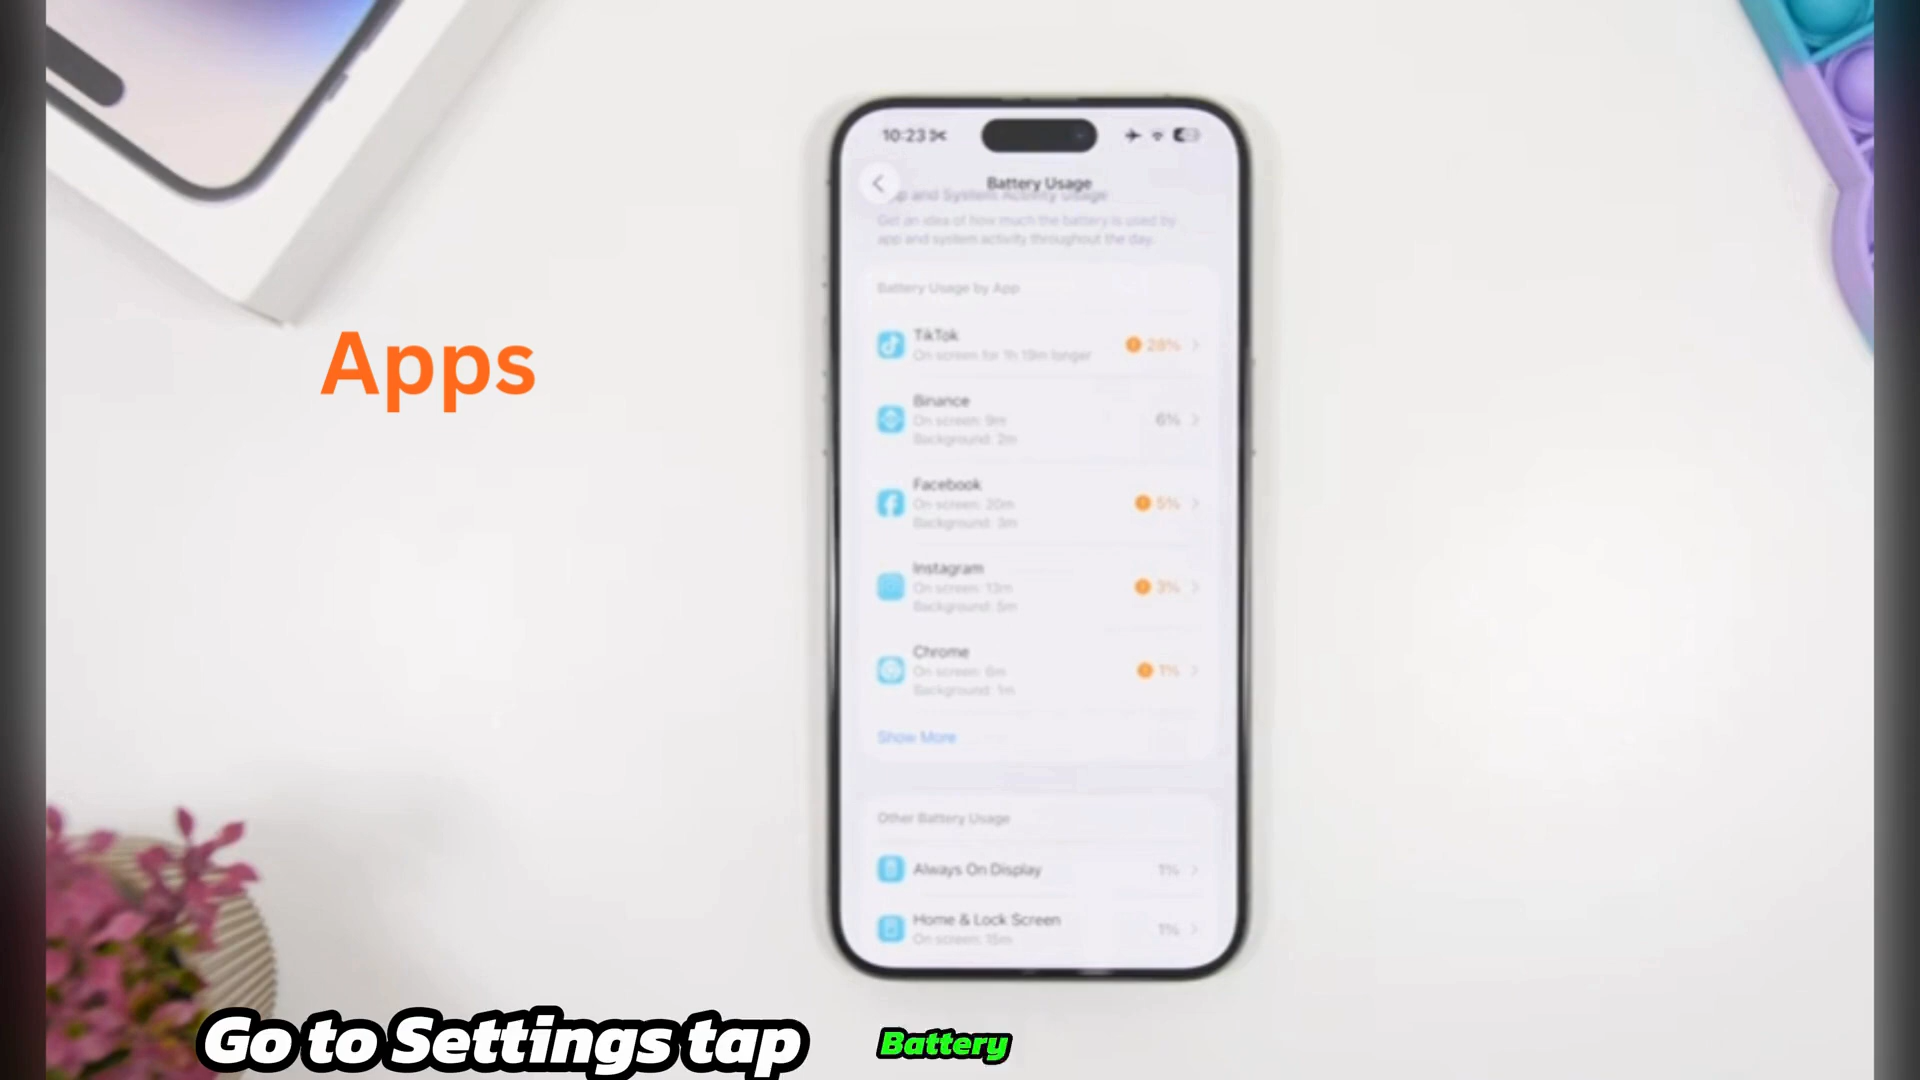 Apps
10:23
Battery Usage
App and System Activity Usage
Get an idea of how much the battery is used by
app and system activity throughout the day.
Battery Usage by App
TikTok
On screen for 1h 19m longer
28%
Binance
On screen: 9m
Background: 2m
6%
Facebook
On screen: 20m
Background: 3m
5%
Instagram
On screen: 13m
Background: 5m
3%
Chrome
On screen: 6m
Background: 1m
1%
Show More
Other Battery Usage
Always On Display
1%
Home & Lock Screen
On screen: 15m
1%
Go to Settings tap Battery